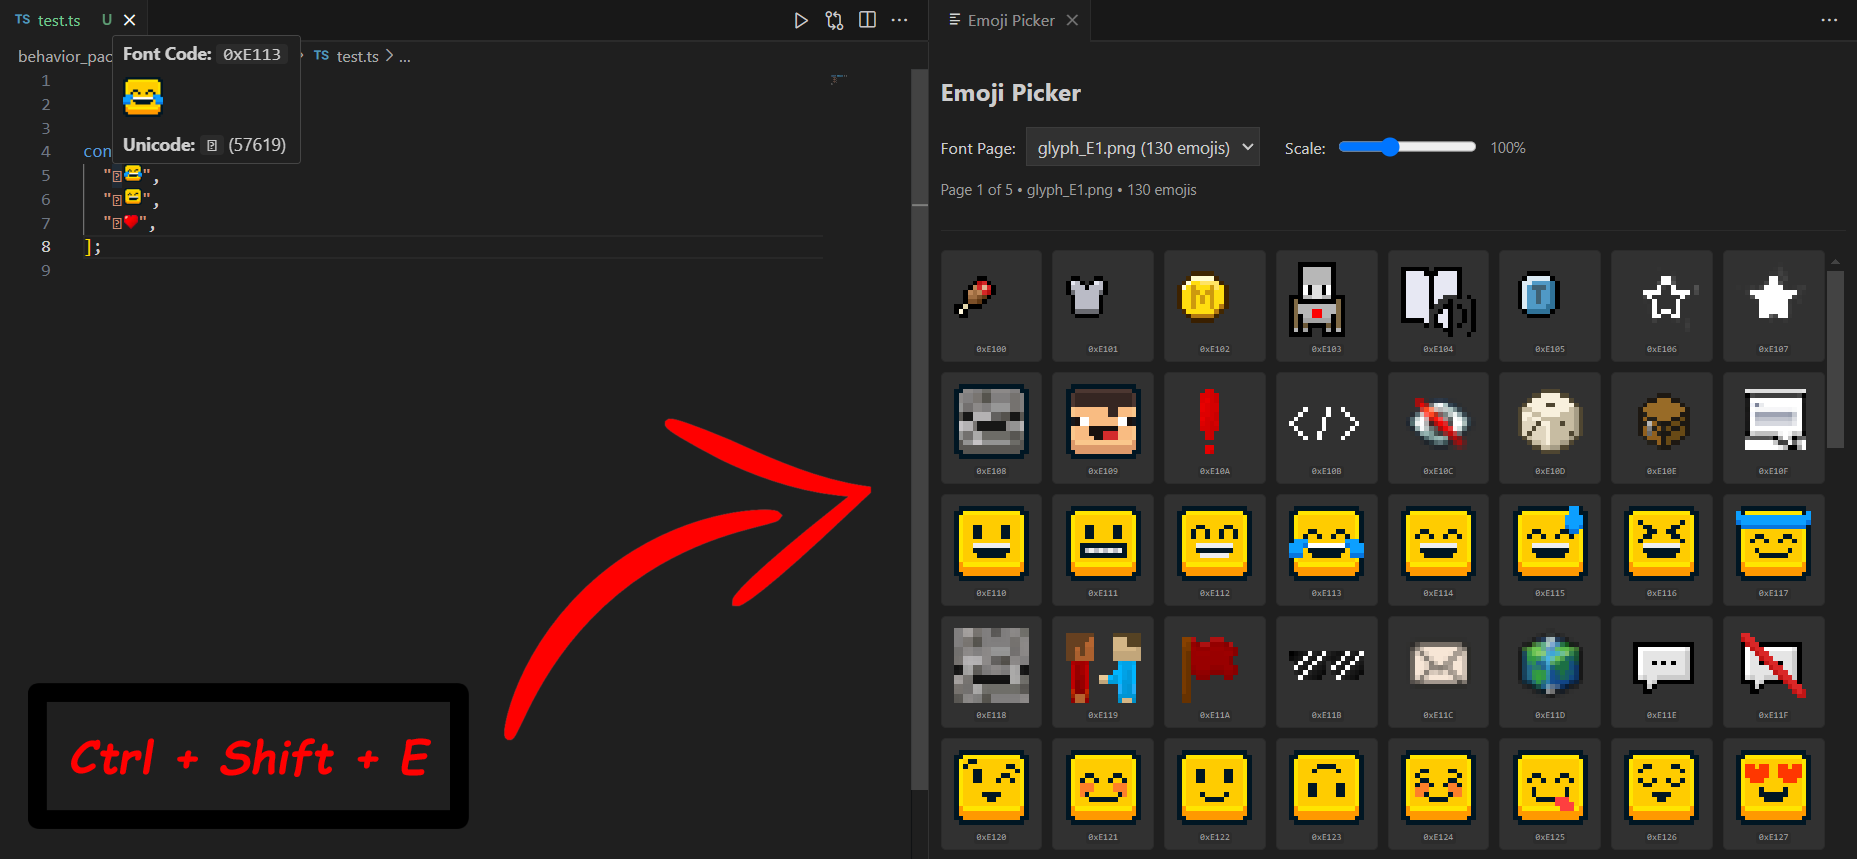 TS test.ts U
behavior_pac
TS test.ts > ...
Font Code: 0xE113
Unicode: (57619)
1
2
3
4 con
5 "",
6 "",
7 "",
8 ];
9
Ctrl + Shift + E
Emoji Picker
Emoji Picker
Font Page: glyph_E1.png (130 emojis) Scale: 100%
Page 1 of 5 • glyph_E1.png • 130 emojis
M T
0xE100 0xE101 0xE102 0xE103 0xE104 0xE105 0xE106 0xE107
</>
0xE108 0xE109 0xE10A 0xE10B 0xE10C 0xE10D 0xE10E 0xE10F
0xE110 0xE111 0xE112 0xE113 0xE114 0xE115 0xE116 0xE117
0xE118 0xE119 0xE11A 0xE11B 0xE11C 0xE11D 0xE11E 0xE11F
0xE120 0xE121 0xE122 0xE123 0xE124 0xE125 0xE126 0xE127